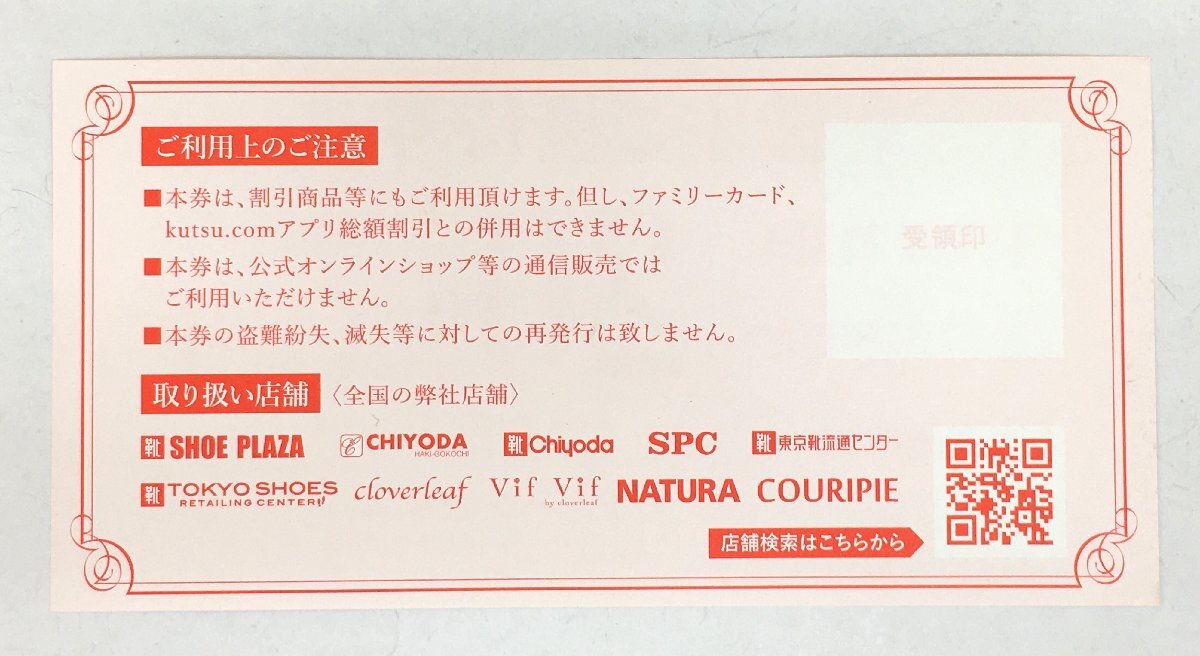 ご利用上のご注意
■本券は、割引商品等にもご利用頂けます。但し、ファミリーカード、
kutsu.comアプリ総額割引との併用はできません。
■本券は、公式オンラインショップ等の通信販売では
ご利用いただけません。
■本券の盗難紛失、滅失等に対しての再発行は致しません。
受領印
取り扱い店舗 〈全国の弊社店舗〉
靴 SHOE PLAZA CHIYODA HAKI-GOKOCHI 靴 Chiyoda SPC 靴 東京靴流通センター
靴 TOKYO SHOES RETAILING CENTER cloverleaf Vif Vif by cloverleaf NATURA COURIPIE
店舗検索はこちらから